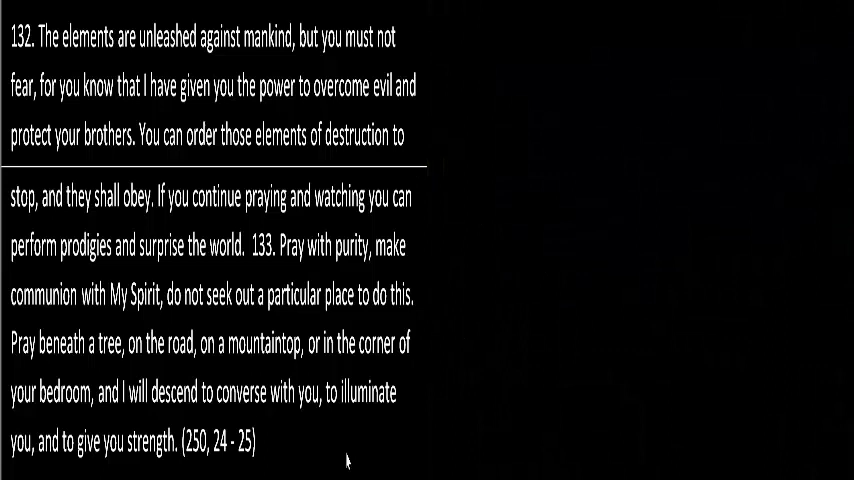 132. The elements are unleashed against mankind, but you must not
fear, for you know that I have given you the power to overcome evil and
protect your brothers. You can order those elements of destruction to
stop, and they shall obey. If you continue praying and watching you can
perform prodigies and surprise the world.  133. Pray with purity, make
communion with My Spirit, do not seek out a particular place to do this.
Pray beneath a tree, on the road, on a mountaintop, or in the corner of
your bedroom, and I will descend to converse with you, to illuminate
you, and to give you strength. (250, 24 - 25)